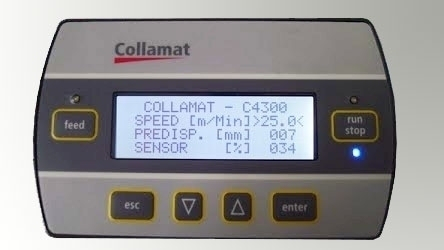 Collamat
COLLAMAT - C4300
SPEED [m/Min]>25.0<
PREDISP. [mm] 007
SENSOR [%] 034
feed
run
stop
esc
enter